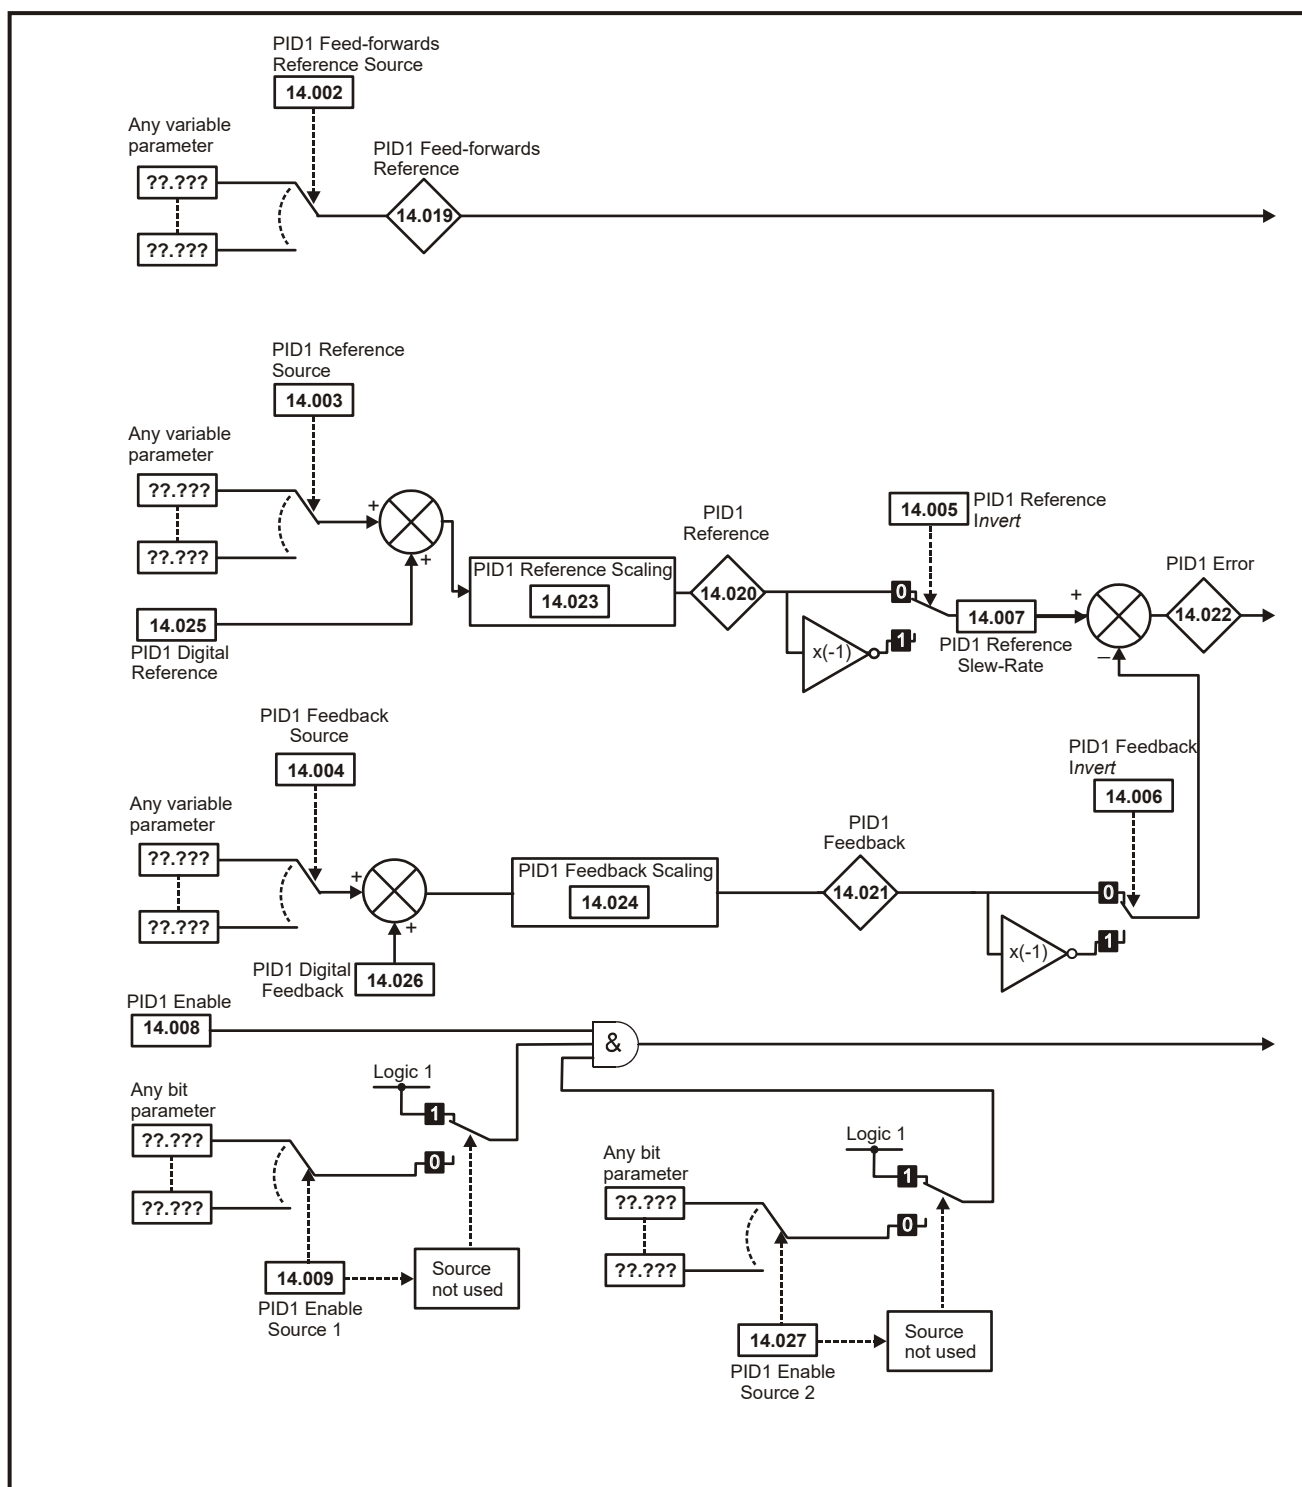 PID1 Feed-forwards
Reference Source
14.002
Any variable
parameter
??.???
??.???
PID1 Feed-forwards
Reference
14.019
PID1 Reference
Source
14.003
Any variable
parameter
??.???
??.???
+
+
14.025
PID1 Digital
Reference
PID1 Reference Scaling
14.023
PID1
Reference
14.020
14.005
PID1 Reference
Invert
0
1
x(-1)
14.007
PID1 Reference
Slew-Rate
+
–
PID1 Error
14.022
PID1 Feedback
Source
14.004
Any variable
parameter
??.???
??.???
+
+
PID1 Digital
Feedback
14.026
PID1 Feedback Scaling
14.024
PID1
Feedback
14.021
PID1 Feedback
Invert
14.006
0
1
x(-1)
PID1 Enable
14.008
&
Any bit
parameter
??.???
??.???
Logic 1
1
0
14.009
PID1 Enable
Source 1
Source
not used
Any bit
parameter
??.???
??.???
Logic 1
1
0
14.027
PID1 Enable
Source 2
Source
not used